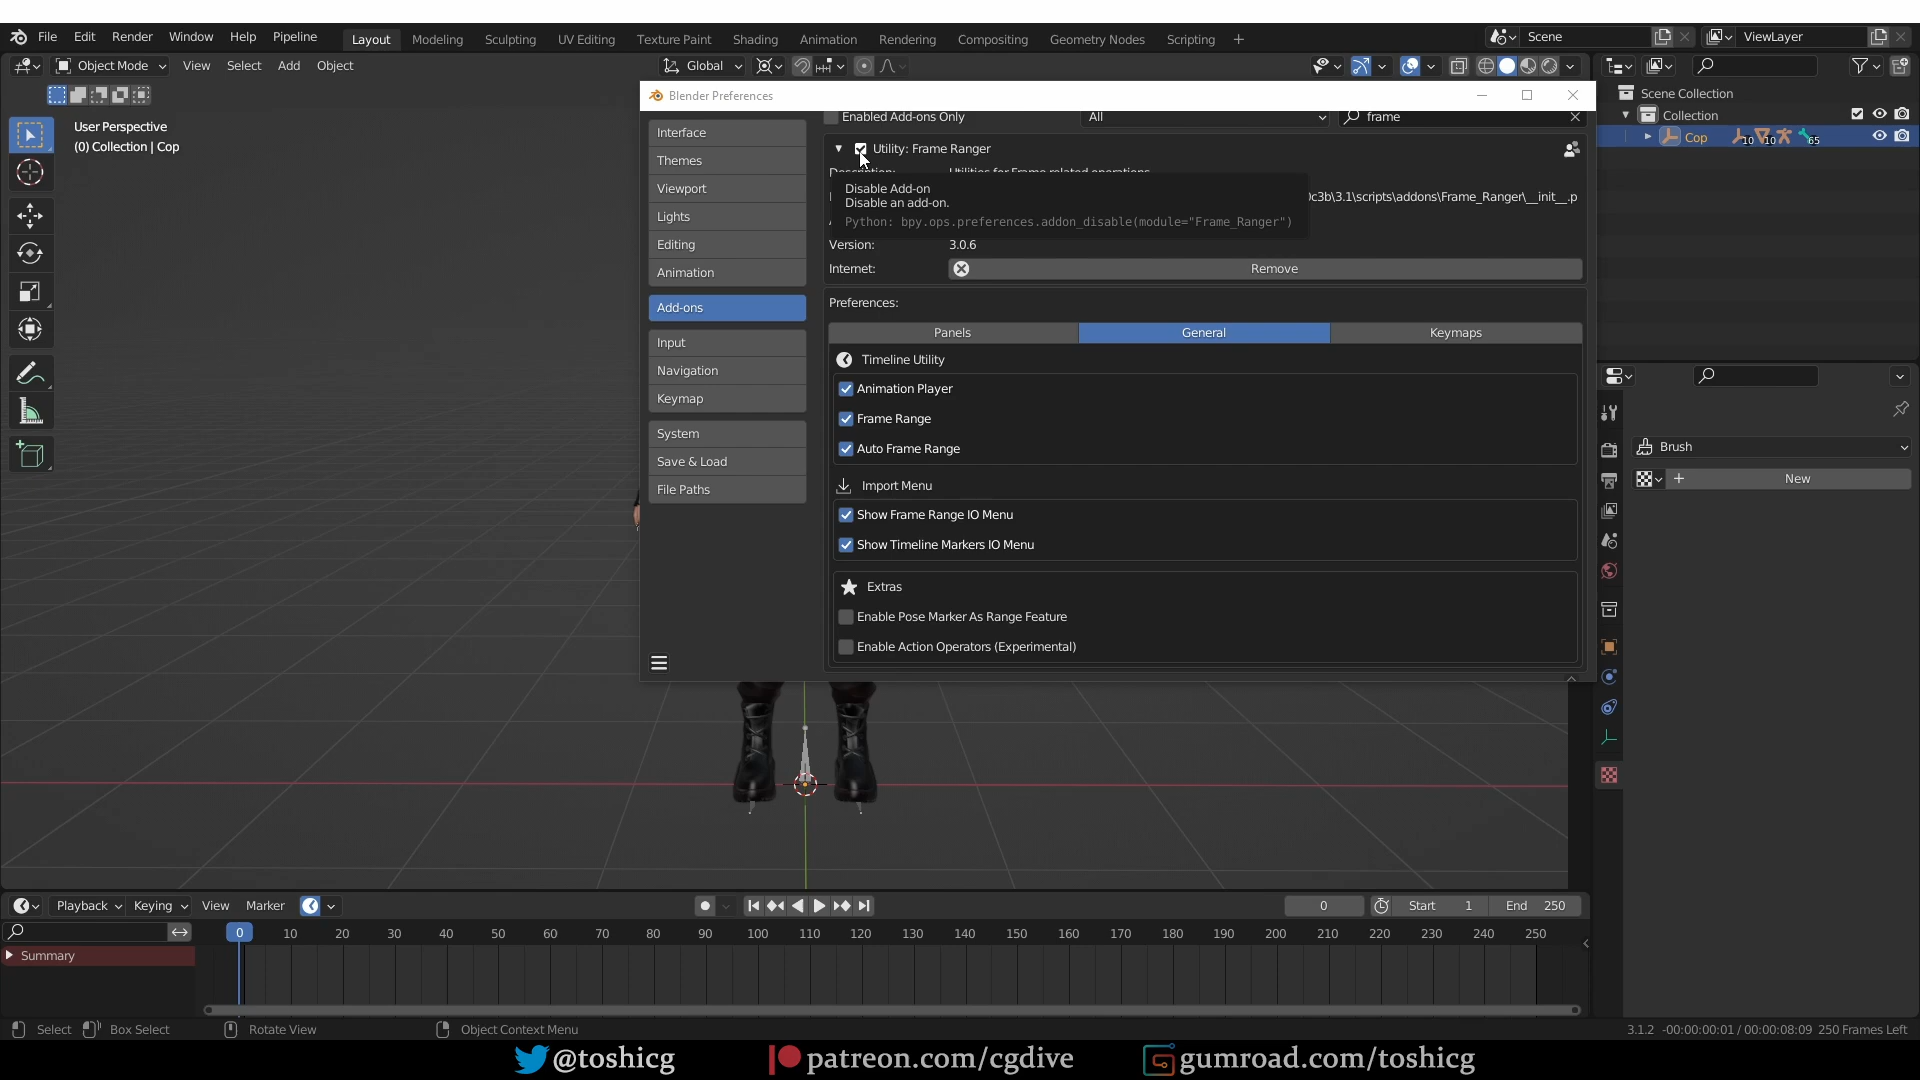 File Edit Render Window Help Pipeline Layout Modeling Sculpting UV Editing Texture Paint Shading Animation Rendering Compositing Geometry Nodes Scripting + Scene ViewLayer
Object Mode View Select Add Object Global
User Perspective
(0) Collection | Cop
Blender Preferences
Interface
Themes
Viewport
Lights
Editing
Animation
Add-ons
Input
Navigation
Keymap
System
Save & Load
File Paths
Enabled Add-ons Only All frame
Utility: Frame Ranger
Description: Utilities for Frame related operations
Disable Add-on
Disable an add-on.
Python: bpy.ops.preferences.addon_disable(module="Frame_Ranger")
c3b\3.1\scripts\addons\Frame_Ranger\__init__.p
Version: 3.0.6
Internet: Remove
Preferences:
Panels General Keymaps
Timeline Utility
Animation Player
Frame Range
Auto Frame Range
Import Menu
Show Frame Range IO Menu
Show Timeline Markers IO Menu
Extras
Enable Pose Marker As Range Feature
Enable Action Operators (Experimental)
Scene Collection
Collection
Cop 10 10 65
Brush
New
Playback Keying View Marker 0 Start 1 End 250
0 10 20 30 40 50 60 70 80 90 100 110 120 130 140 150 160 170 180 190 200 210 220 230 240 250
Summary
Select Box Select Rotate View Object Context Menu 3.1.2 -00:00:00:01 / 00:00:08:09 250 Frames Left
@toshicg patreon.com/cgdive gumroad.com/toshicg